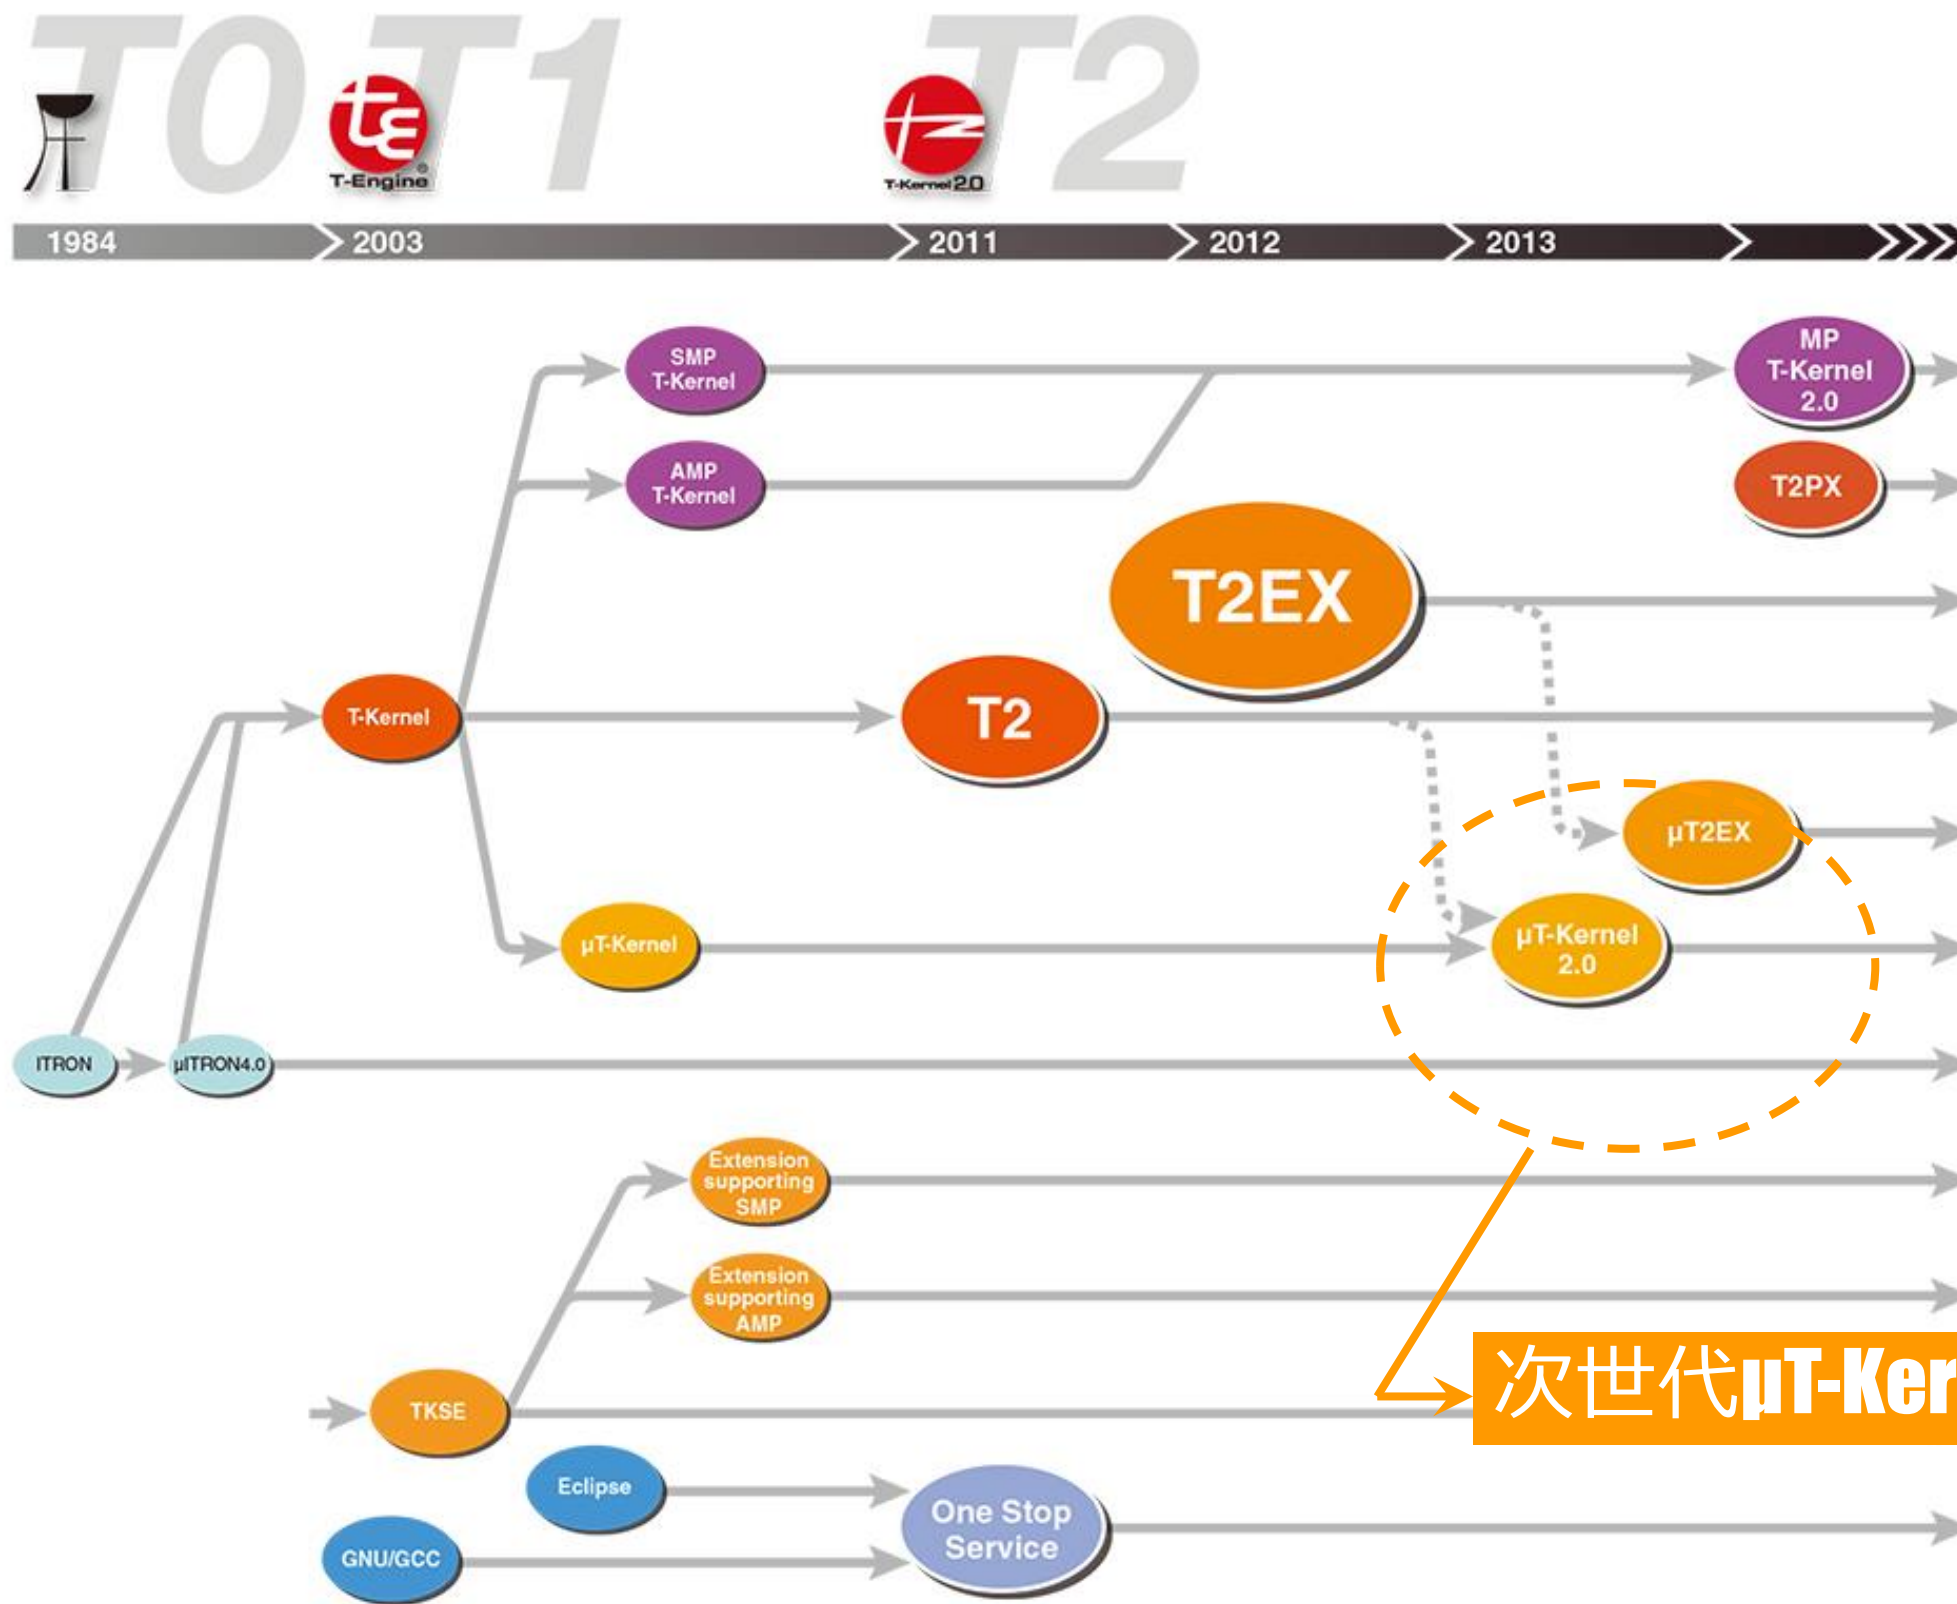 T0 T1 T2
T-Engine
T-Kernel 2.0
1984 2003 2011 2012 2013
SMP
T-Kernel
MP
T-Kernel
2.0
AMP
T-Kernel
T2PX
T2EX
T-Kernel
T2
µT2EX
µT-Kernel
µT-Kernel
2.0
ITRON
µITRON4.0
Extension
supporting
SMP
Extension
supporting
AMP
TKSE
次世代µT-Ker
Eclipse
One Stop
Service
GNU/GCC